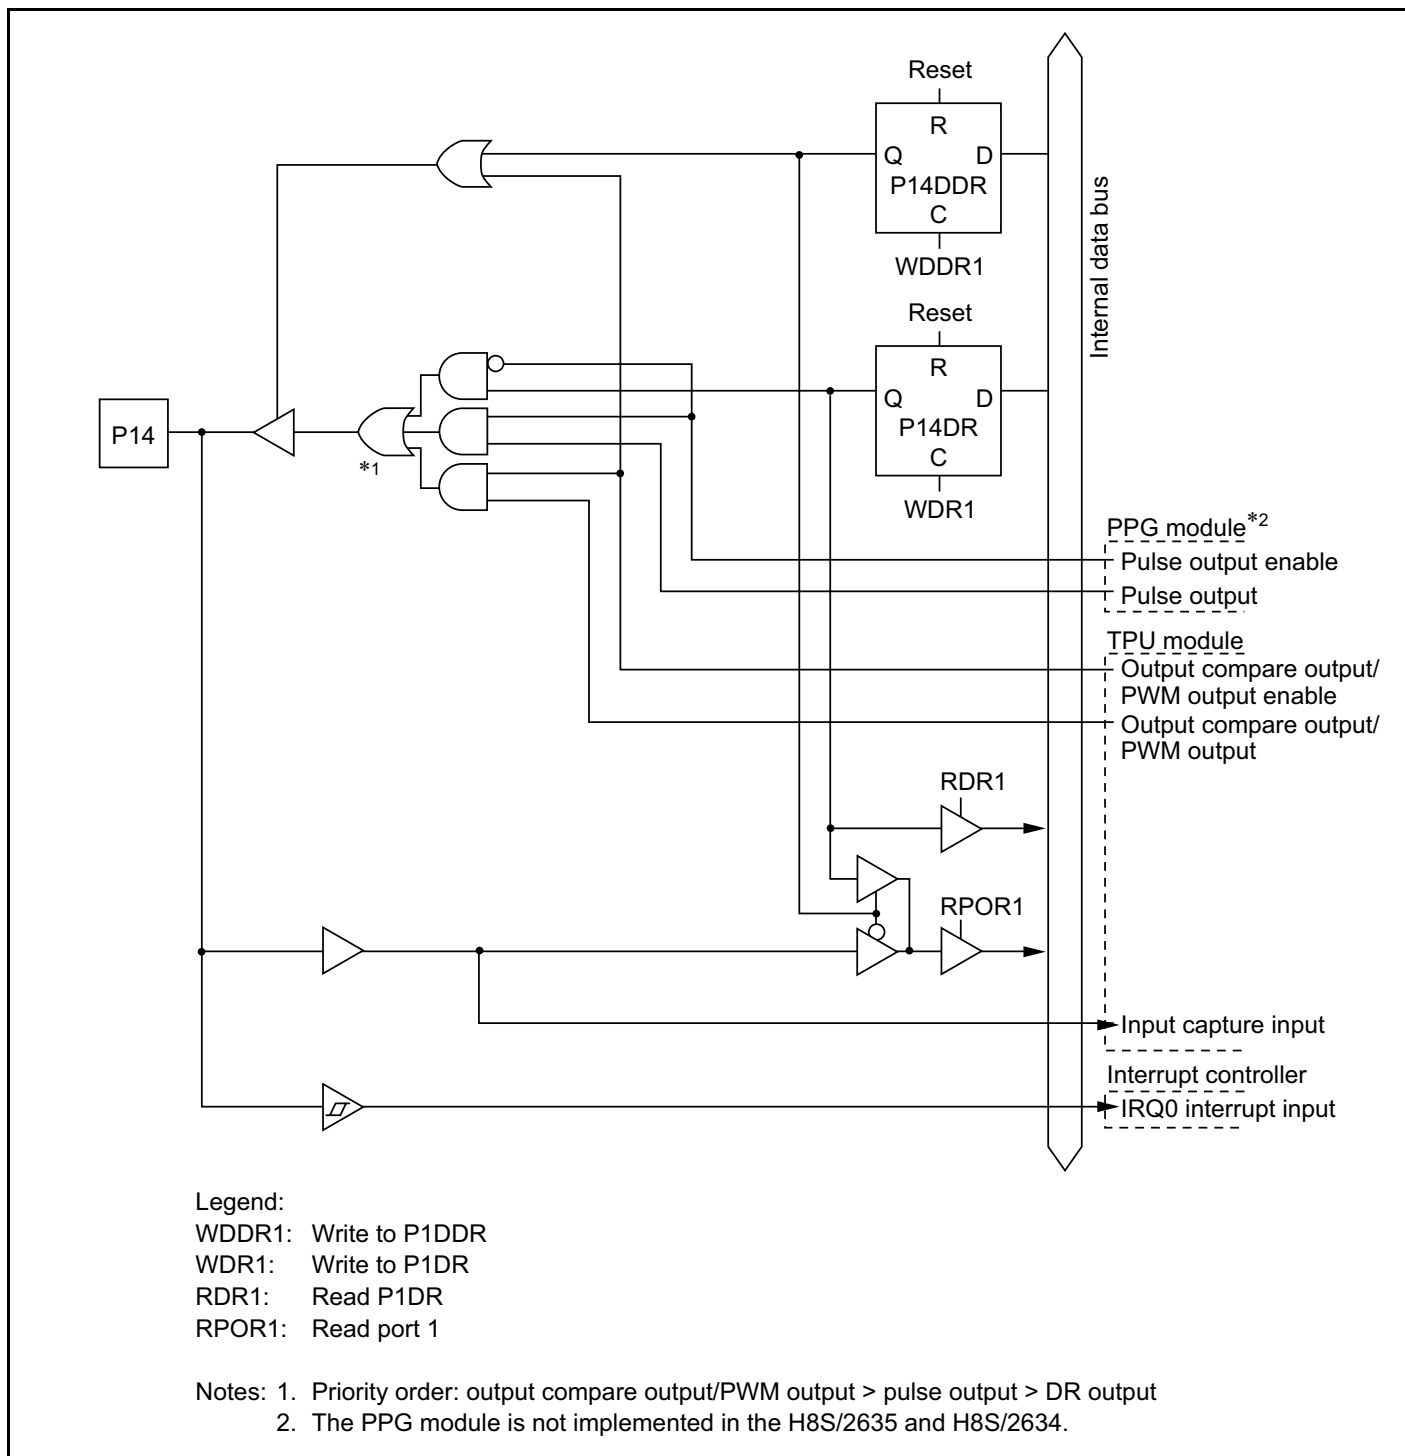 Reset
R
Q D
P14DDR
C
WDDR1
Internal data bus
Reset
R
Q D
P14DR
C
WDR1
P14
*1
PPG module*2
Pulse output enable
Pulse output
TPU module
Output compare output/
PWM output enable
Output compare output/
PWM output
RDR1
RPOR1
Input capture input
Interrupt controller
IRQ0 interrupt input
Legend:
WDDR1: Write to P1DDR
WDR1: Write to P1DR
RDR1: Read P1DR
RPOR1: Read port 1
Notes: 1. Priority order: output compare output/PWM output > pulse output > DR output
2. The PPG module is not implemented in the H8S/2635 and H8S/2634.